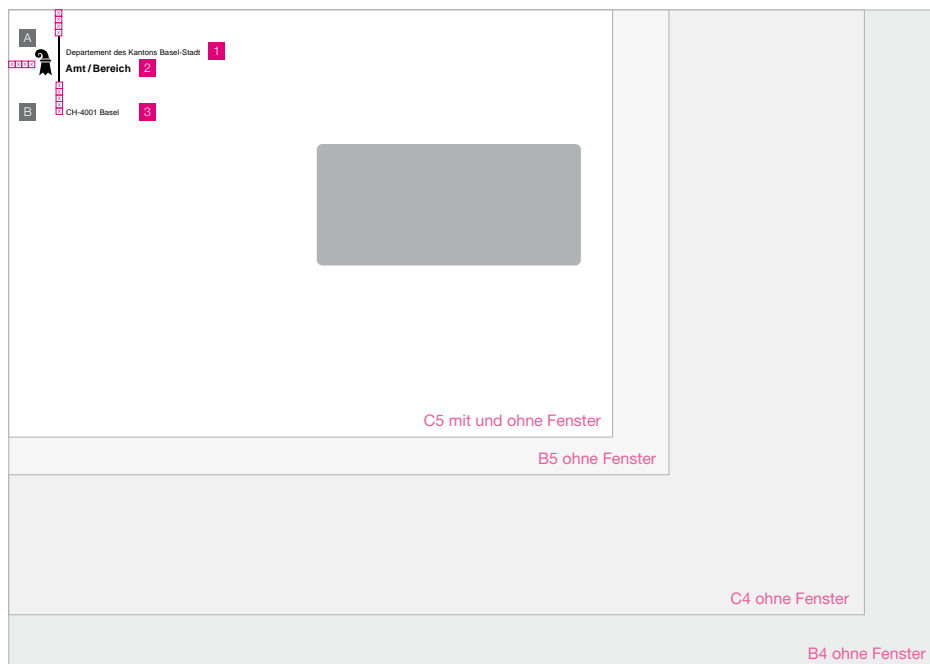 A
Departement des Kantons Basel-Stadt 1
Amt / Bereich 2
B CH-4001 Basel 3
C5 mit und ohne Fenster
B5 ohne Fenster
C4 ohne Fenster
B4 ohne Fenster